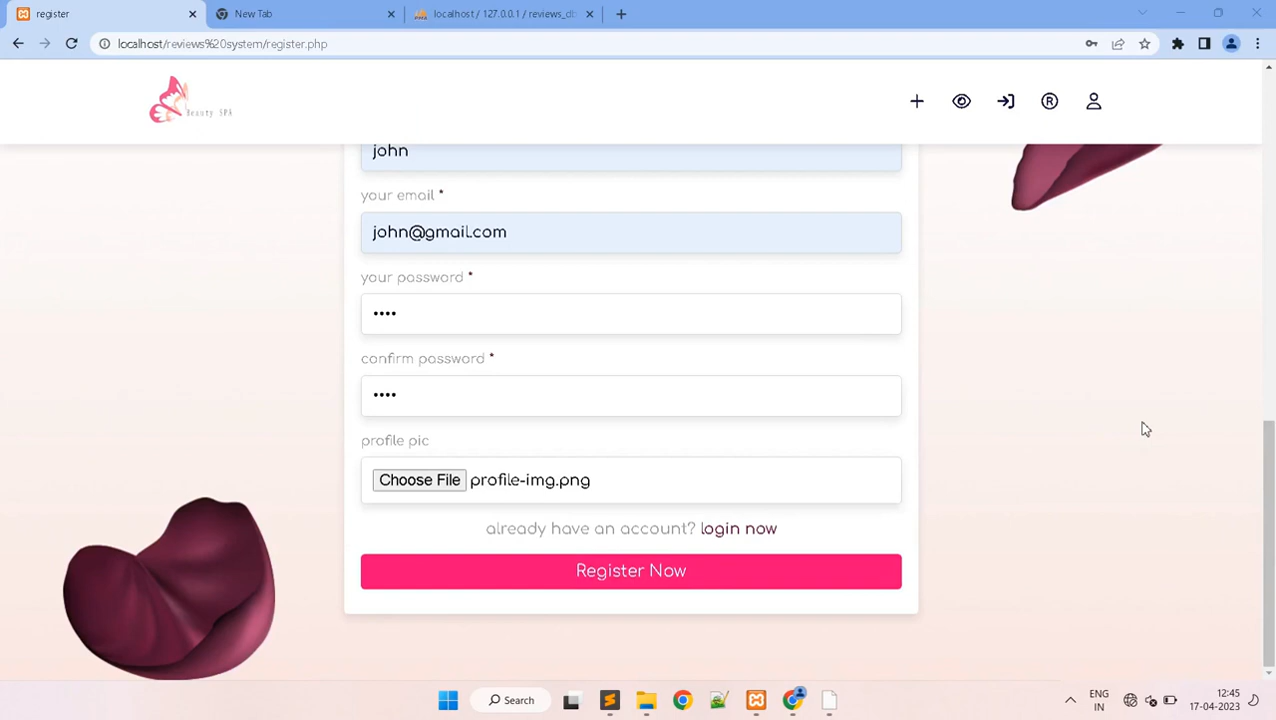 register
New Tab
localhost / 127.0.0.1 / reviews_db
localhost/reviews%20system/register.php
Beauty SPA
john
your email *
john@gmail.com
your password *
••••
confirm password *
••••
profile pic
Choose File profile-img.png
already have an account? login now
Register Now
Search
ENG
IN
12:45
17-04-2023